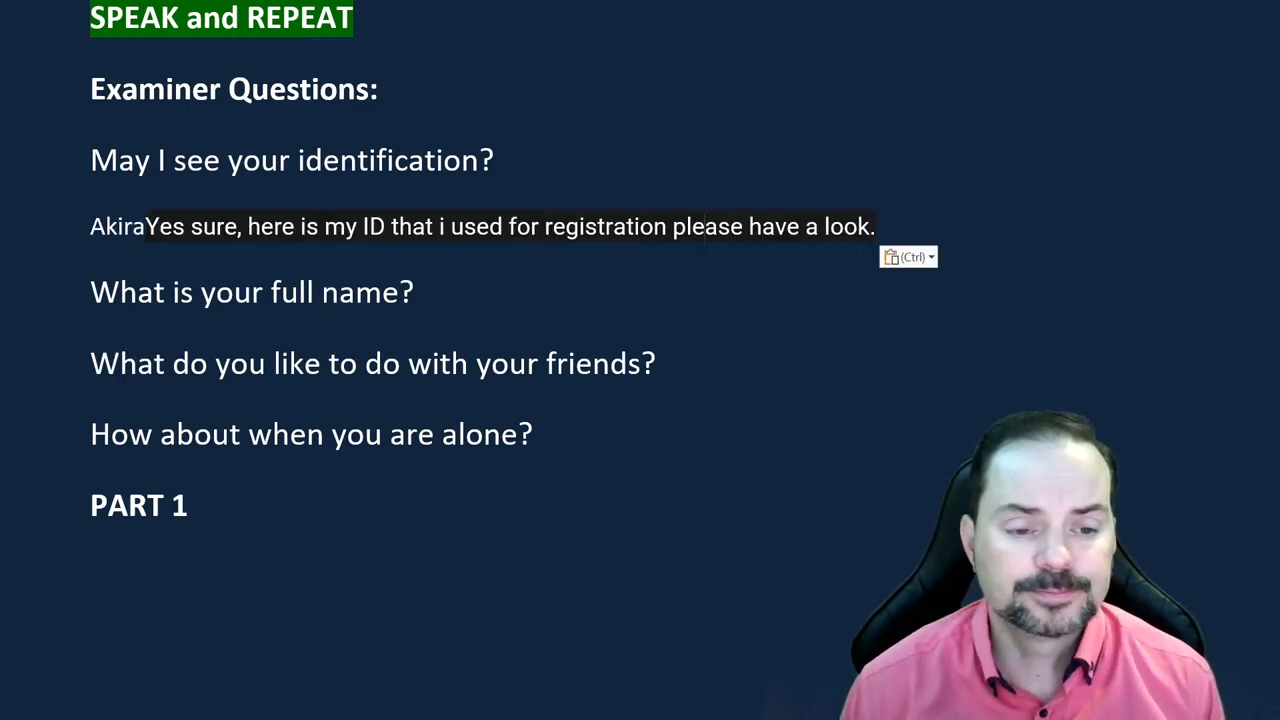 SPEAK and REPEAT
Examiner Questions:
May I see your identification?
AkiraYes sure, here is my ID that i used for registration please have a look.
(Ctrl)
What is your full name?
What do you like to do with your friends?
How about when you are alone?
PART 1